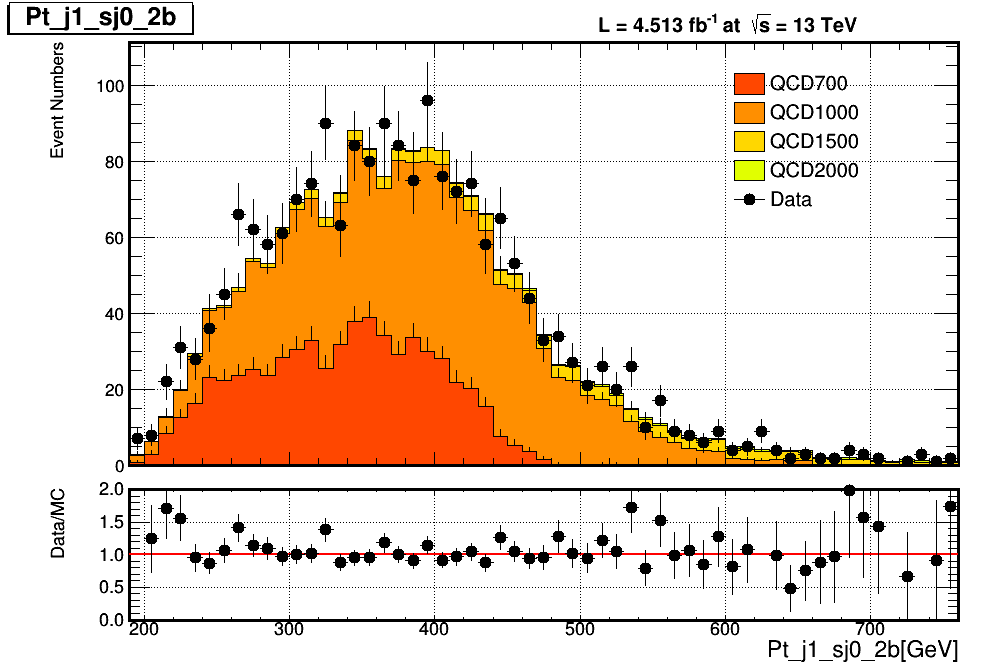 Pt_j1_sj0_2b
L = 4.513 fb⁻¹ at √s = 13 TeV
Event Numbers
100
80
60
40
20
0
QCD700
QCD1000
QCD1500
QCD2000
Data
Data/MC
2.0
1.5
1.0
0.5
0.0
200 300 400 500 600 700
Pt_j1_sj0_2b[GeV]